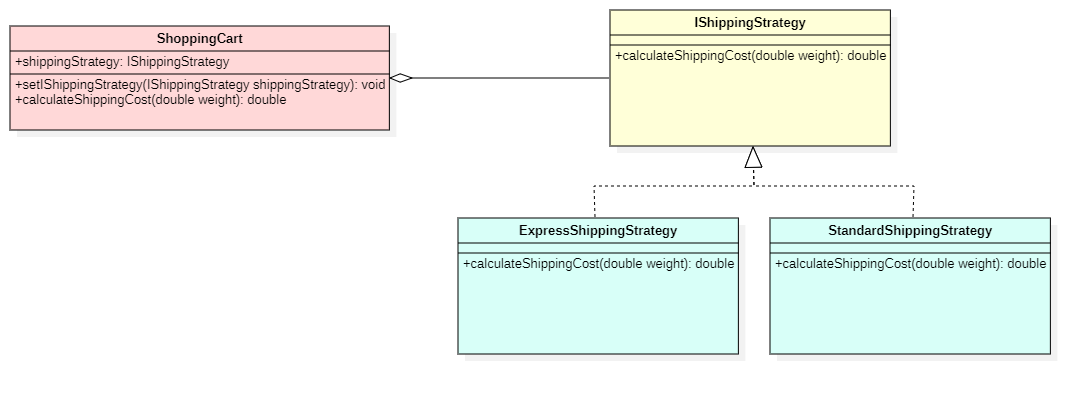 ShoppingCart
+shippingStrategy: IShippingStrategy
+setIShippingStrategy(IShippingStrategy shippingStrategy): void
+calculateShippingCost(double weight): double
IShippingStrategy
+calculateShippingCost(double weight): double
ExpressShippingStrategy
+calculateShippingCost(double weight): double
StandardShippingStrategy
+calculateShippingCost(double weight): double